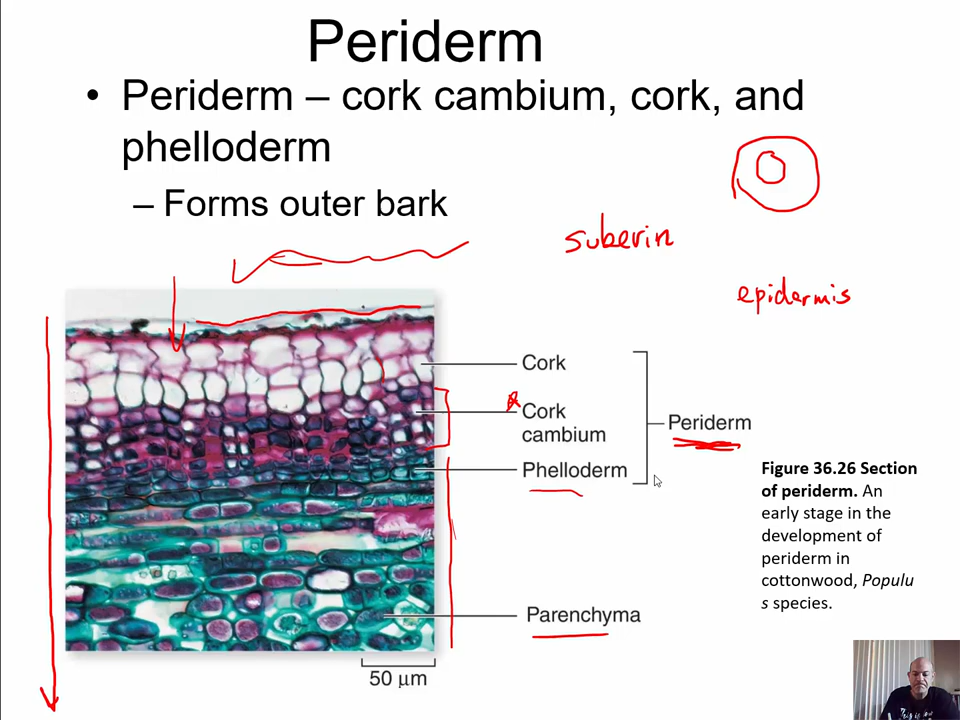 Periderm
• Periderm – cork cambium, cork, and
phelloderm
– Forms outer bark
suberin
epidermis
Cork
Cork
cambium
Phelloderm
Periderm
Parenchyma
50 µm
Figure 36.26 Section
of periderm. An
early stage in the
development of
periderm in
cottonwood, Populu
s species.
This is